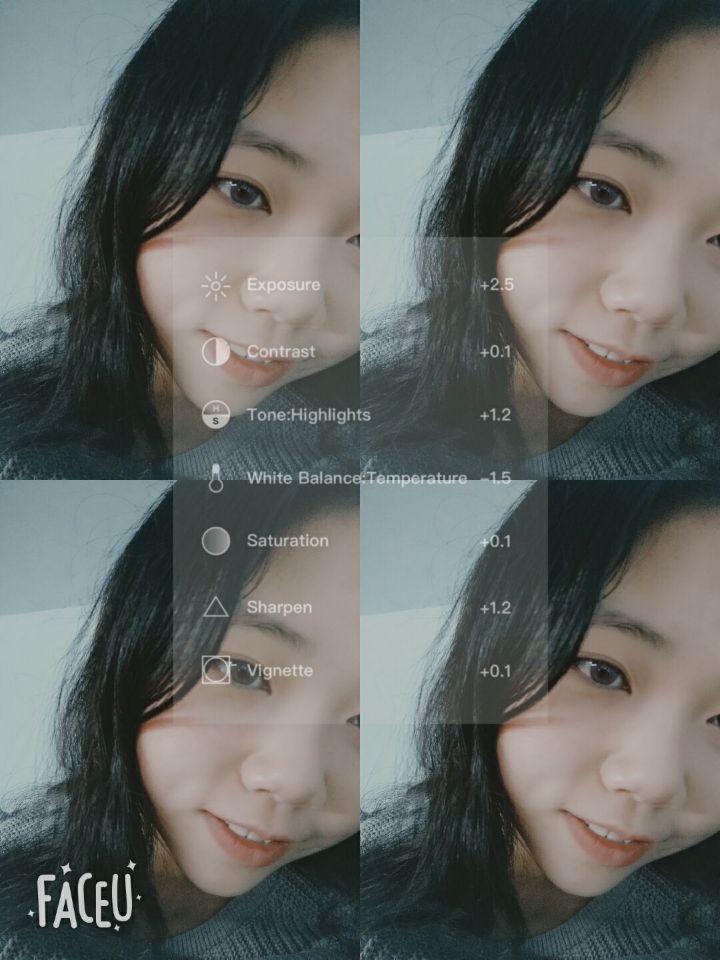 Exposure +2.5
Contrast +0.1
H
S
Tone:Highlights +1.2
White Balance:Temperature -1.5
Saturation +0.1
Sharpen +1.2
Vignette +0.1
FACEU